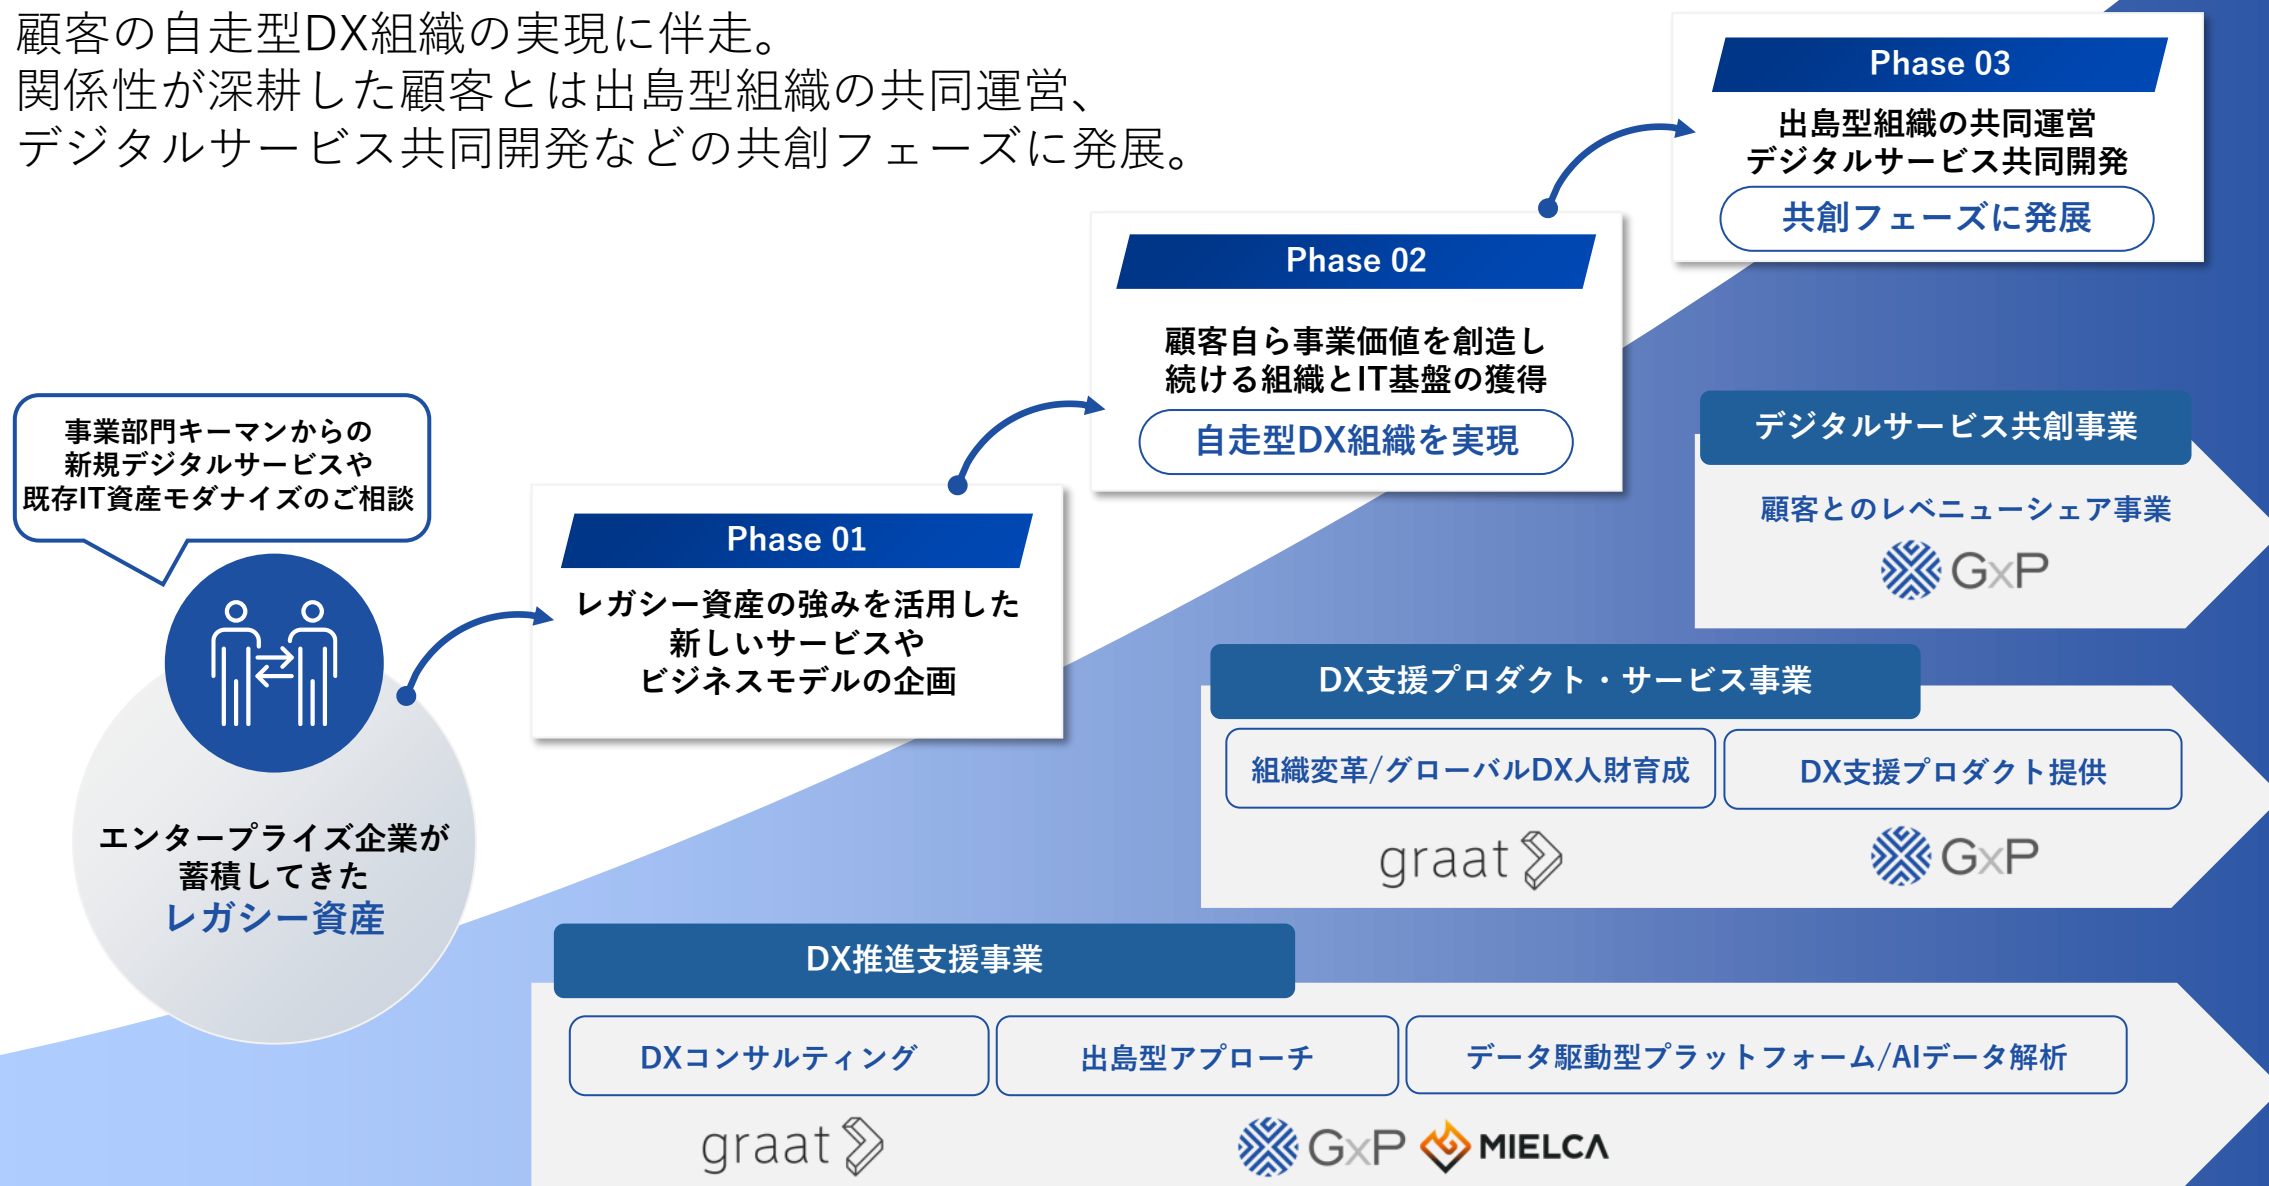 顧客の自走型DX組織の実現に伴走。
関係性が深耕した顧客とは出島型組織の共同運営、
デジタルサービス共同開発などの共創フェーズに発展。
Phase 03
出島型組織の共同運営
デジタルサービス共同開発
共創フェーズに発展
Phase 02
顧客自ら事業価値を創造し
続ける組織とIT基盤の獲得
自走型DX組織を実現
事業部門キーマンからの
新規デジタルサービスや
既存IT資産モダナイズのご相談
Phase 01
レガシー資産の強みを活用した
新しいサービスや
ビジネスモデルの企画
エンタープライズ企業が
蓄積してきた
レガシー資産
デジタルサービス共創事業
顧客とのレベニューシェア事業
GxP
DX支援プロダクト・サービス事業
組織変革/グローバルDX人財育成
DX支援プロダクト提供
graat
GxP
DX推進支援事業
DXコンサルティング
出島型アプローチ
データ駆動型プラットフォーム/AIデータ解析
graat
GxP
MIELCA